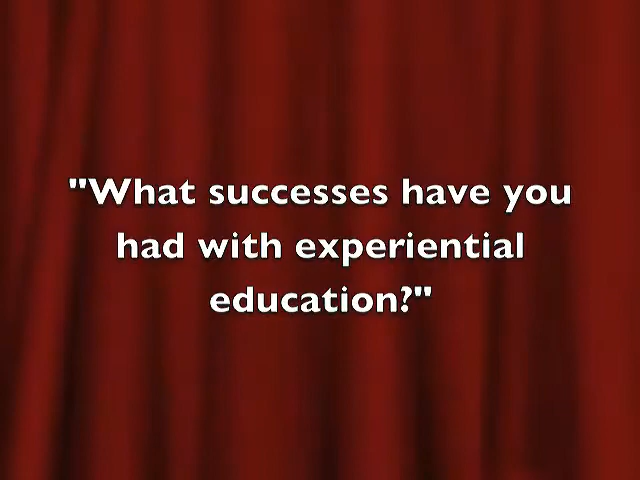 "What successes have you
had with experiential
education?"